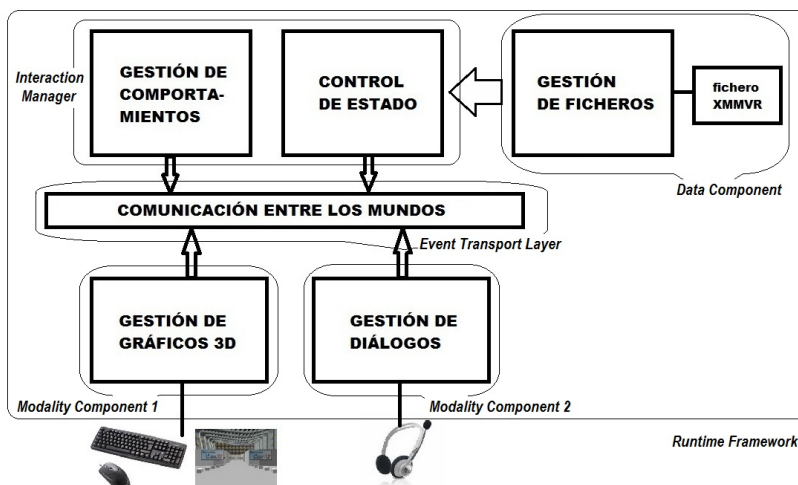 Interaction
Manager
GESTIÓN DE
COMPORTA-
MIENTOS
CONTROL
DE ESTADO
GESTIÓN
DE FICHEROS
fichero
XMMVR
Data Component
COMUNICACIÓN ENTRE LOS MUNDOS
Event Transport Layer
GESTIÓN DE
GRÁFICOS 3D
GESTIÓN DE
DIÁLOGOS
Modality Component 1
Modality Component 2
Runtime Framework